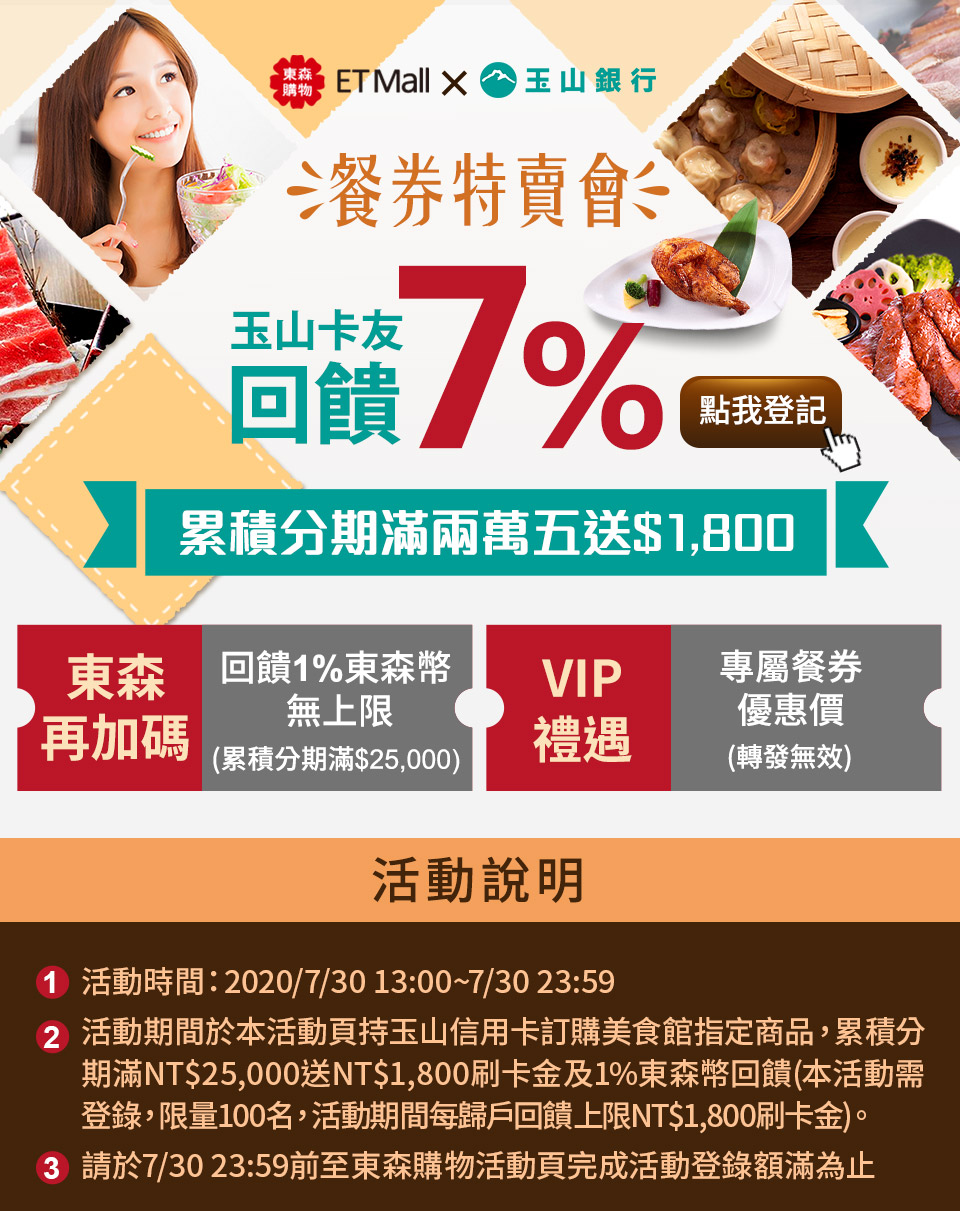 東森購物 ETMall × 玉山銀行
餐券特賣會
玉山卡友
回饋
7%
點我登記
累積分期滿兩萬五送$1,800
東森
再加碼
回饋1%東森幣
無上限
(累積分期滿$25,000)
VIP
禮遇
專屬餐券
優惠價
(轉發無效)
活動說明
1 活動時間：2020/7/30 13:00~7/30 23:59
2 活動期間於本活動頁持玉山信用卡訂購美食館指定商品，累積分
期滿NT$25,000送NT$1,800刷卡金及1%東森幣回饋(本活動需
登錄，限量100名，活動期間每歸戶回饋上限NT$1,800刷卡金)。
3 請於7/30 23:59前至東森購物活動頁完成活動登錄額滿為止